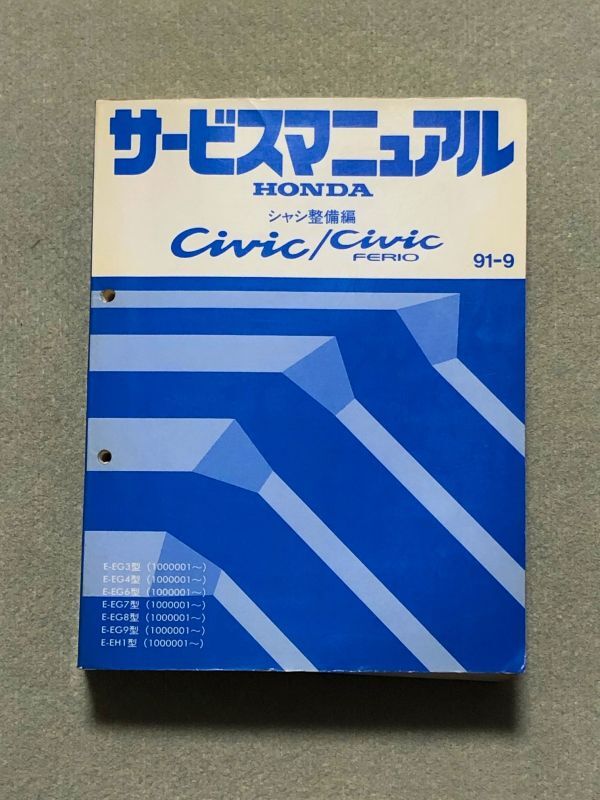 サービスマニュアル
HONDA
シャシ整備編
Civic/Civic FERIO
91-9
E-EG3型 (1000001～)
E-EG4型 (1000001～)
E-EG6型 (1000001～)
E-EG7型 (1000001～)
E-EG8型 (1000001～)
E-EG9型 (1000001～)
E-EH1型 (1000001～)